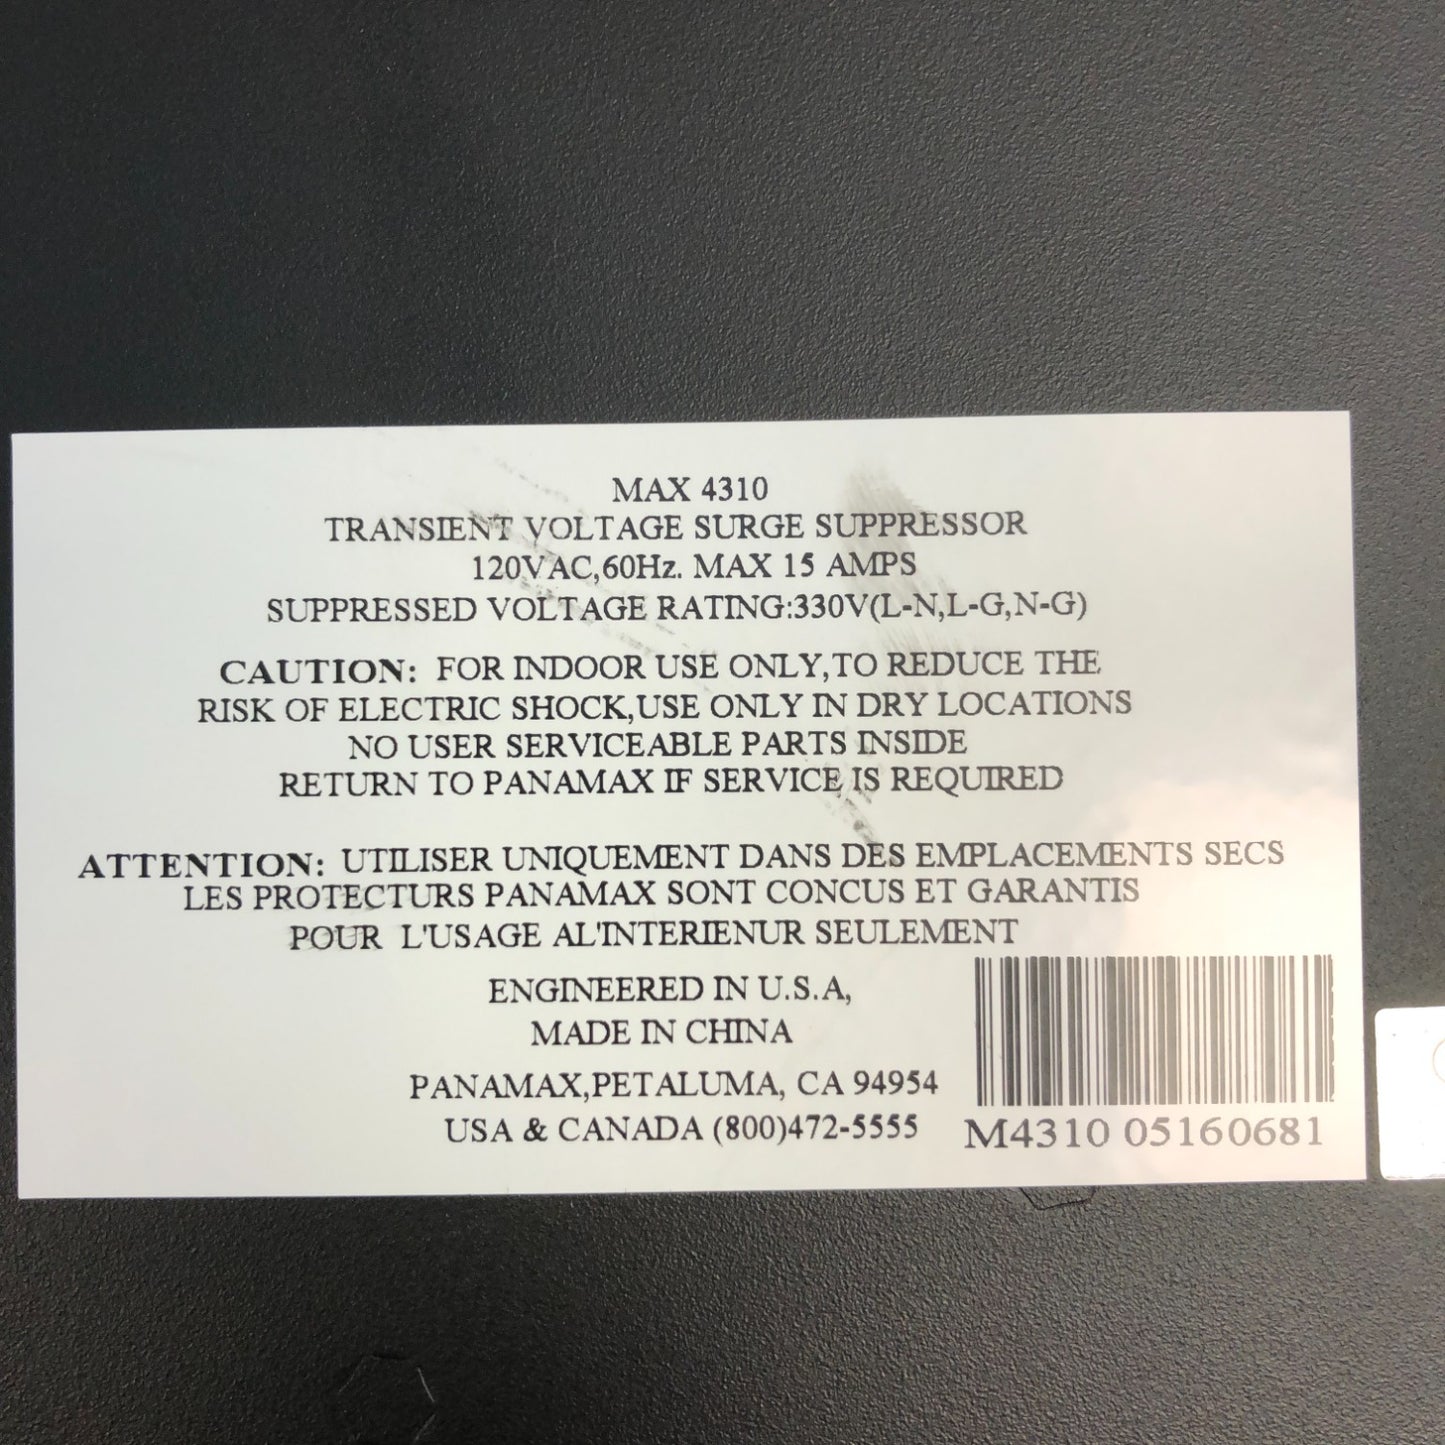 MAX 4310
TRANSIENT VOLTAGE SURGE SUPPRESSOR
120VAC,60Hz. MAX 15 AMPS
SUPPRESSED VOLTAGE RATING:330V(L-N,L-G,N-G)
CAUTION: FOR INDOOR USE ONLY,TO REDUCE THE
RISK OF ELECTRIC SHOCK,USE ONLY IN DRY LOCATIONS
NO USER SERVICEABLE PARTS INSIDE
RETURN TO PANAMAX IF SERVICE IS REQUIRED
ATTENTION: UTILISER UNIQUEMENT DANS DES EMPLACEMENTS SECS
LES PROTECTURS PANAMAX SONT CONCUS ET GARANTIS
POUR L'USAGE AL'INTERIENUR SEULEMENT
ENGINEERED IN U.S.A,
MADE IN CHINA
PANAMAX,PETALUMA, CA 94954
USA & CANADA (800)472-5555
M4310 05160681